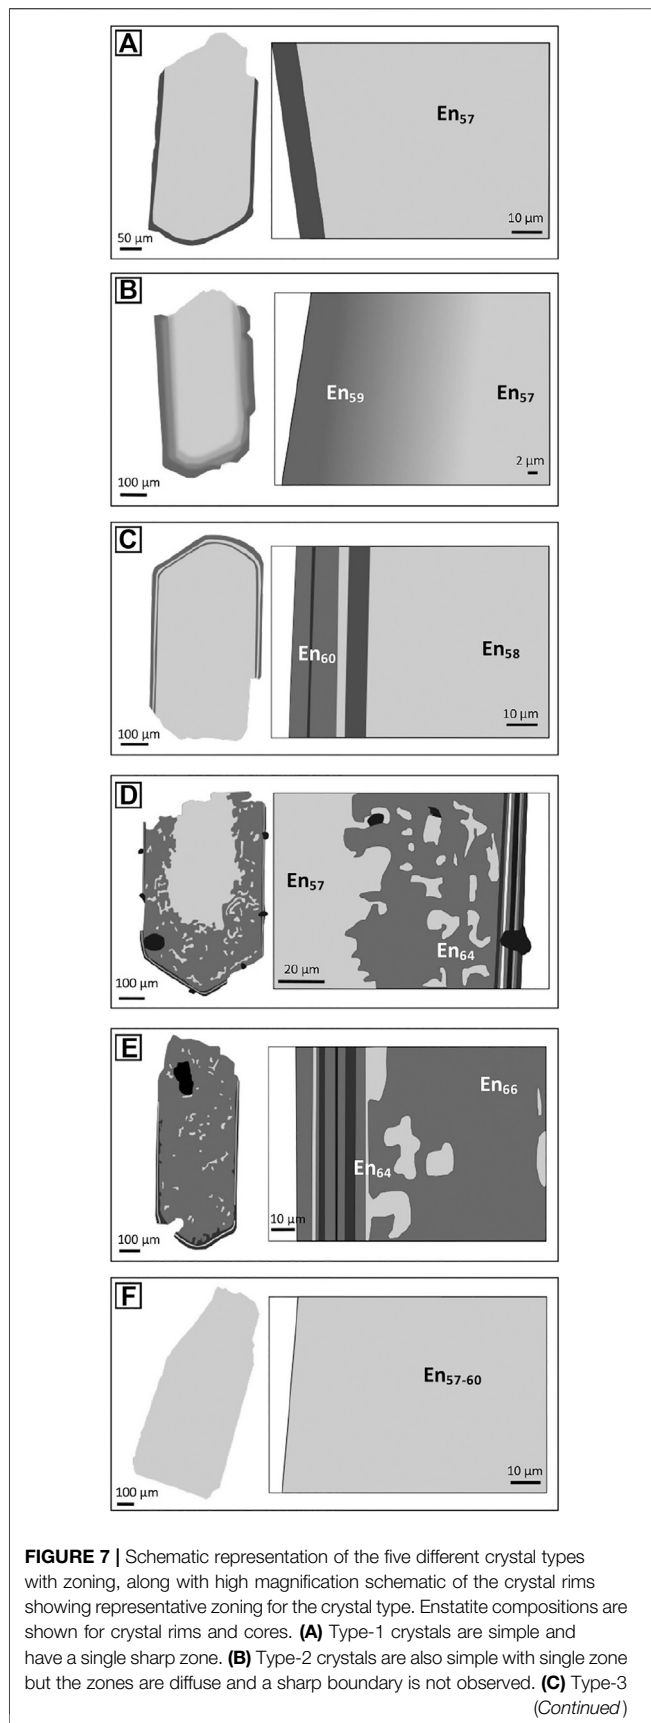 A
En57
50 µm
10 µm
B
En59
En57
100 µm
2 µm
C
En60
En58
100 µm
10 µm
D
En57
En64
100 µm
20 µm
E
En66
En64
100 µm
10 µm
F
En57-60
100 µm
10 µm
FIGURE 7 | Schematic representation of the five different crystal types
with zoning, along with high magnification schematic of the crystal rims
showing representative zoning for the crystal type. Enstatite compositions are
shown for crystal rims and cores. (A) Type-1 crystals are simple and
have a single sharp zone. (B) Type-2 crystals are also simple with single zone
but the zones are diffuse and a sharp boundary is not observed. (C) Type-3
(Continued)